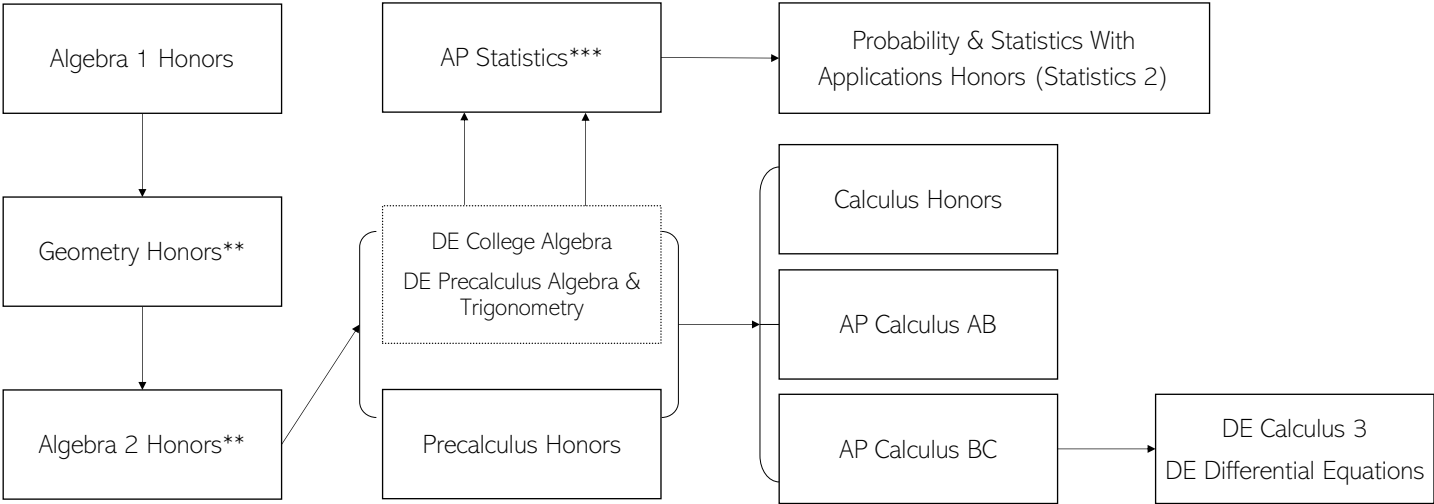 Algebra 1 Honors
AP Statistics***
Probability & Statistics With
Applications Honors (Statistics 2)
Geometry Honors**
DE College Algebra
DE Precalculus Algebra &
Trigonometry
Calculus Honors
AP Calculus AB
Algebra 2 Honors**
Precalculus Honors
AP Calculus BC
DE Calculus 3
DE Differential Equations